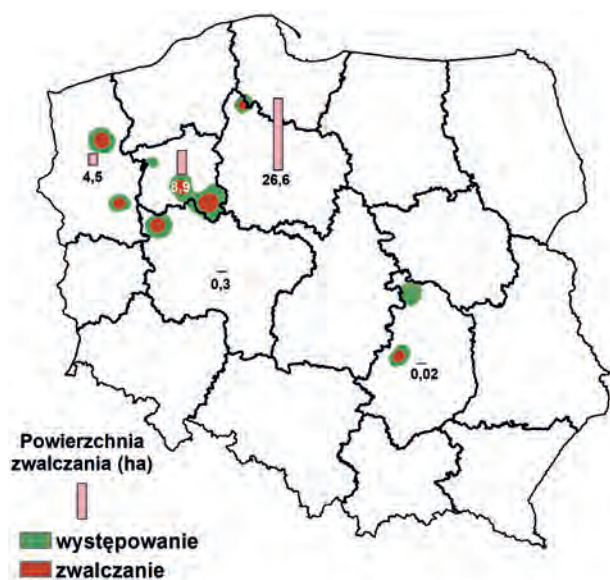 4,5
8,9
26,6
0,3
0,02
Powierzchnia
zwalczania (ha)
występowanie
zwalczanie